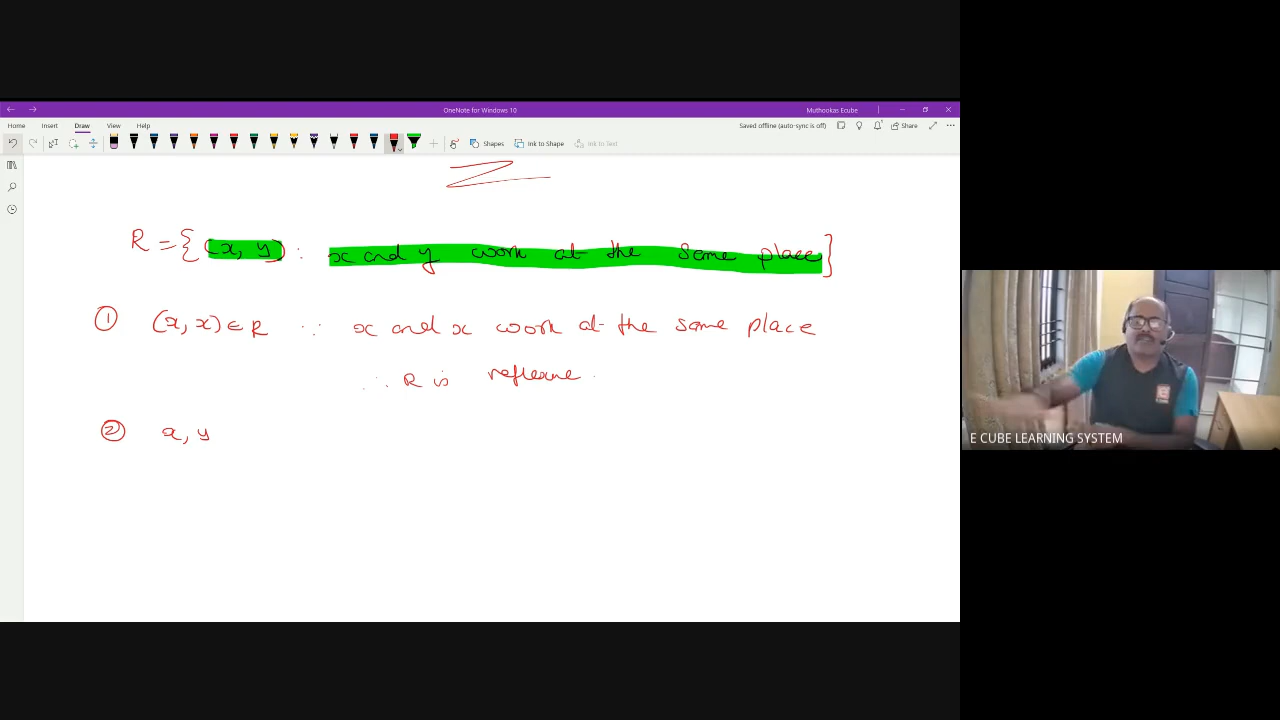 OneNote for Windows 10
Muthookas Ecube
Home Insert Draw View Help
Saved offline (auto-sync is off)
Share
Shapes
Ink to Shape
Ink to Text
R = {(x, y) : x and y work at the same place}
① (x, x) ∈ R ∵ x and x work at the same place
∴ R is reflexive.
② x, y
E CUBE LEARNING SYSTEM